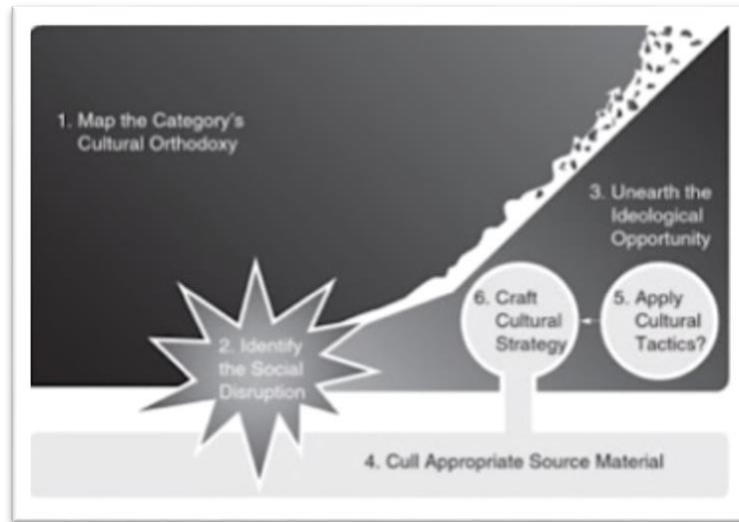 1. Map the Category's
Cultural Orthodoxy
2. Identify
the Social
Disruption
3. Unearth the
Ideological
Opportunity
6. Craft
Cultural
Strategy
5. Apply
Cultural
Tactics?
4. Cull Appropriate Source Material